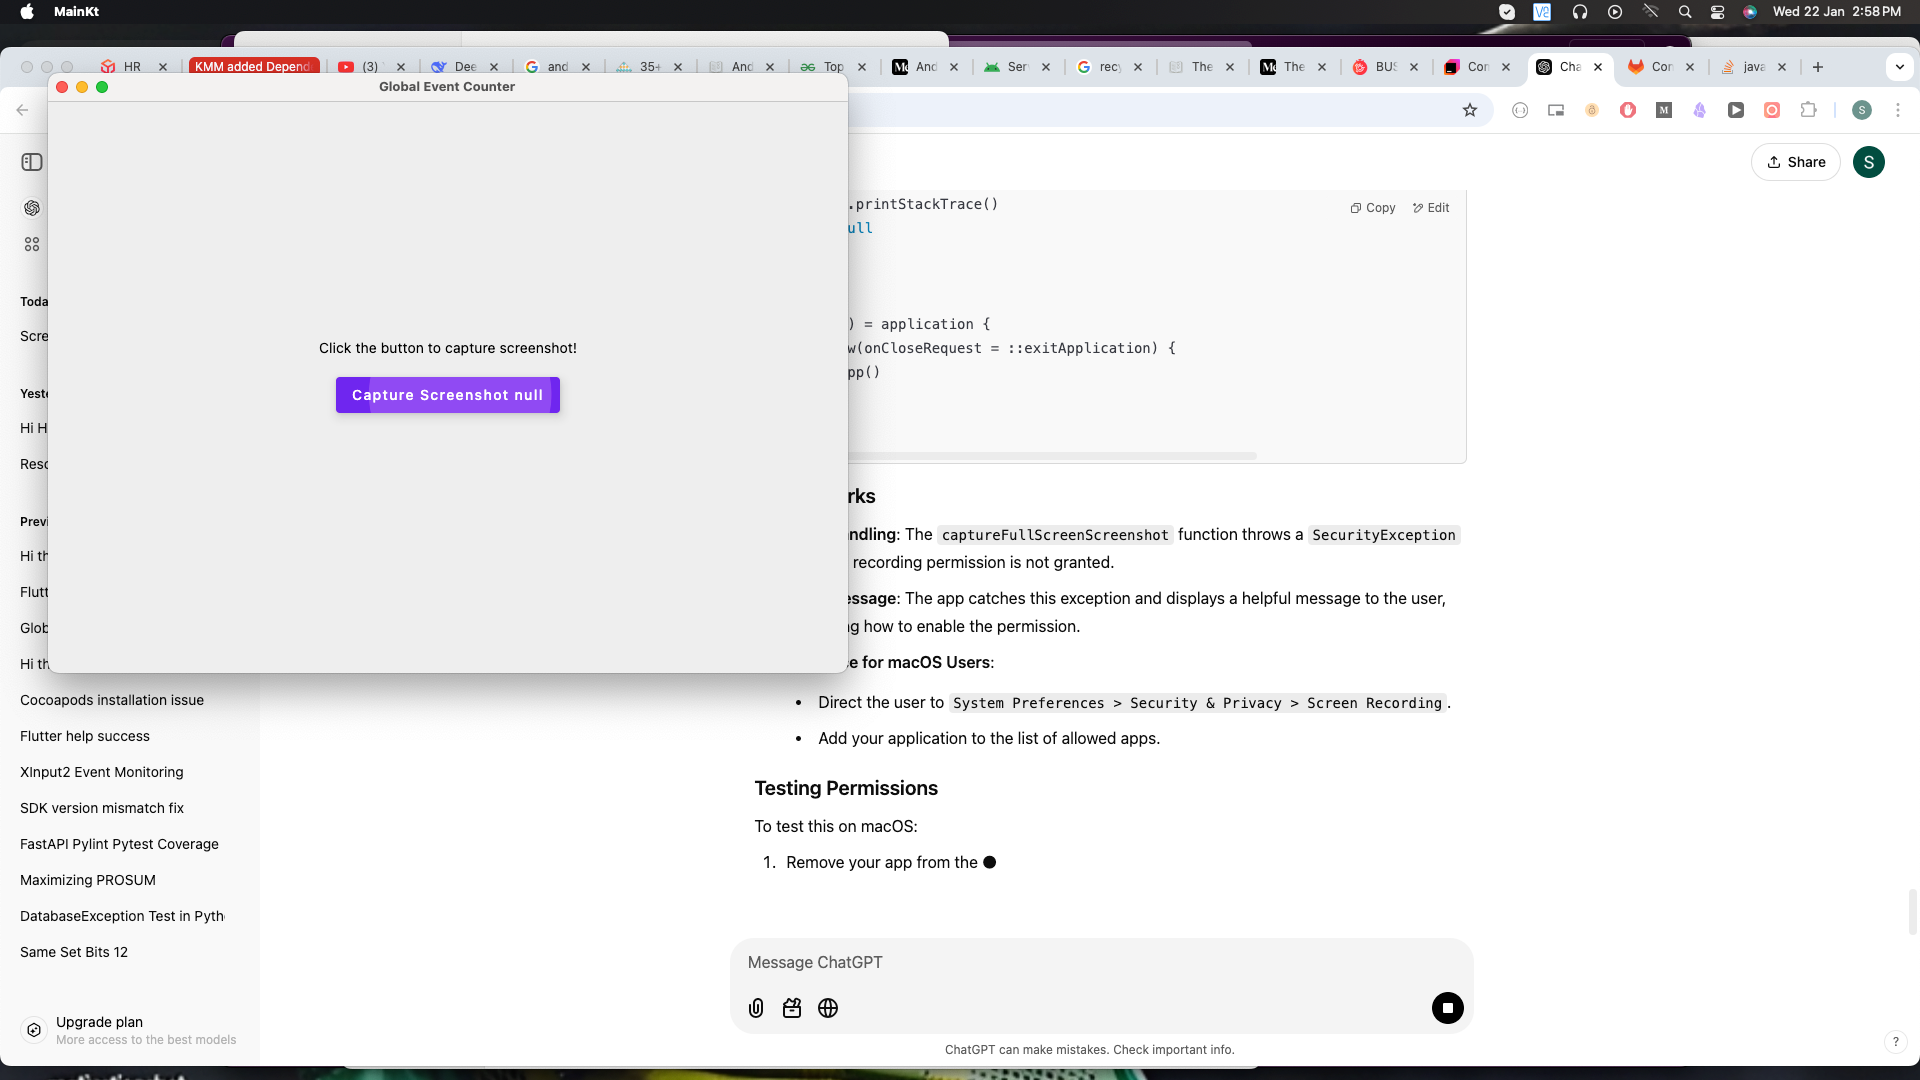 MainKt
Wed 22 Jan 2:58 PM
HR
KMM added Depend
(3)
Dee
and
35+
And
Top
And
Ser
rec
The
The
BUS
Con
Cha
Con
java
Global Event Counter
Share
S
Toda
Scre
Yeste
Hi H
Resc
Previ
Hi th
Flutt
Glob
Hi th
Cocoapods installation issue
Flutter help success
XInput2 Event Monitoring
SDK version mismatch fix
FastAPI Pylint Pytest Coverage
Maximizing PROSUM
DatabaseException Test in Pyth
Same Set Bits 12
Upgrade plan
More access to the best models
Click the button to capture screenshot!
Capture Screenshot null
.printStackTrace()
Copy Edit
ull
) = application {
w(onCloseRequest = ::exitApplication) {
pp()
rks
ndling: The captureFullScreenScreenshot function throws a SecurityException
recording permission is not granted.
essage: The app catches this exception and displays a helpful message to the user,
g how to enable the permission.
e for macOS Users:
• Direct the user to System Preferences > Security & Privacy > Screen Recording.
• Add your application to the list of allowed apps.
Testing Permissions
To test this on macOS:
1. Remove your app from the
Message ChatGPT
ChatGPT can make mistakes. Check important info.
?